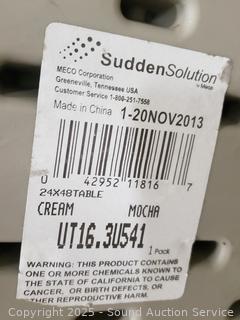 SuddenSolution
by Meco
MECO Corporation
Greeneville, Tennessee USA
Customer Service 1-800-251-7558
Made in China 1-20NOV2013
0 42952 11816 7
24X48TABLE
CREAM MOCHA
UT16.3U541
1 Pack
WARNING: THIS PRODUCT CONTAINS
ONE OR MORE CHEMICALS KNOWN TO
THE STATE OF CALIFORNIA TO CAUSE
CANCER, OR BIRTH DEFECTS, OR
OTHER REPRODUCTIVE HARM.
Copyright © 2025 - Sound Auction Service